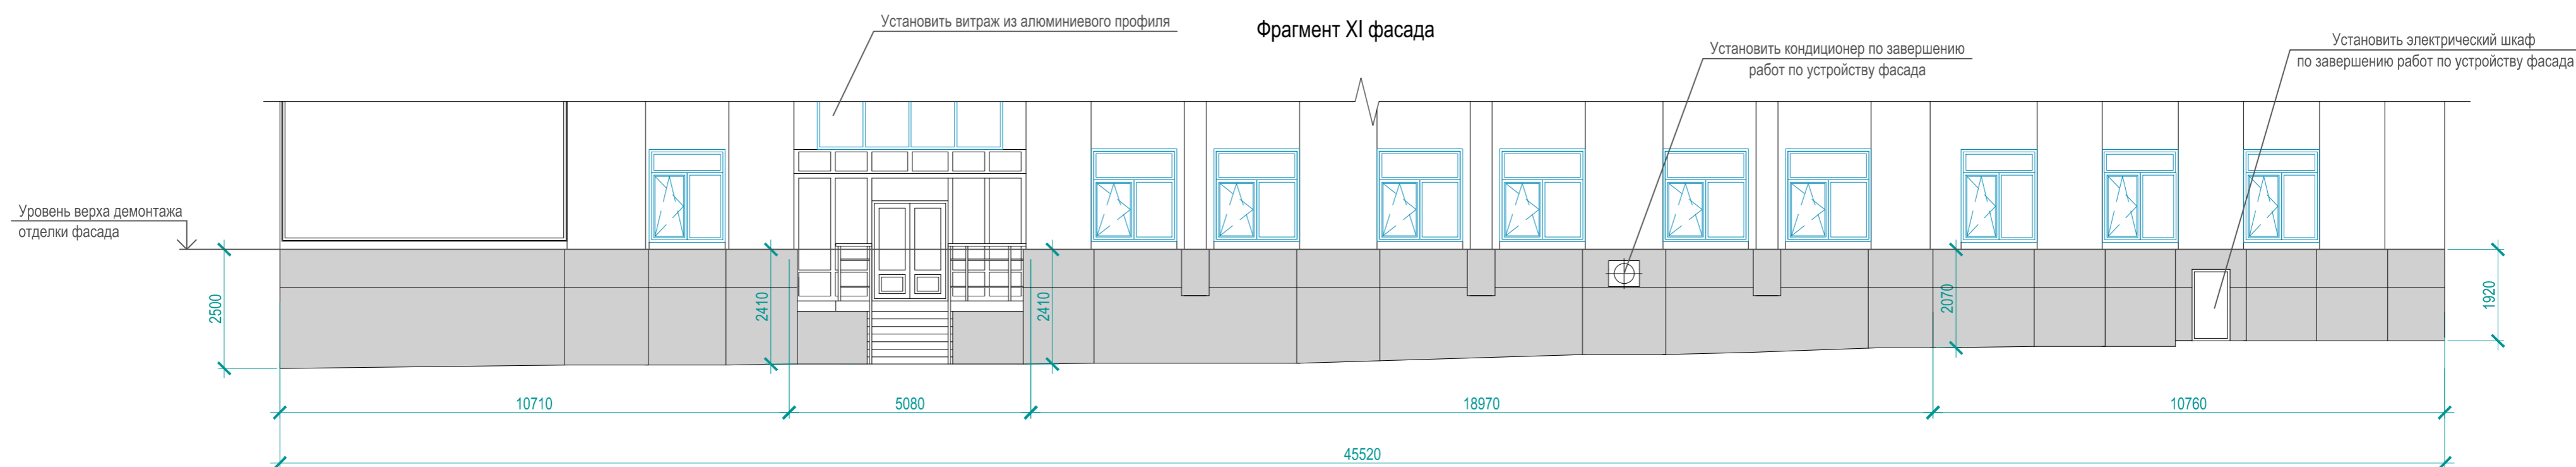 Фрагмент XI фасада
Установить витраж из алюминиевого профиля
Установить кондиционер по завершению
работ по устройству фасада
Установить электрический шкаф
по завершению работ по устройству фасада
Уровень верха демонтажа
отделки фасада
2500
2410
2410
2070
1920
10710
5080
18970
10760
45520